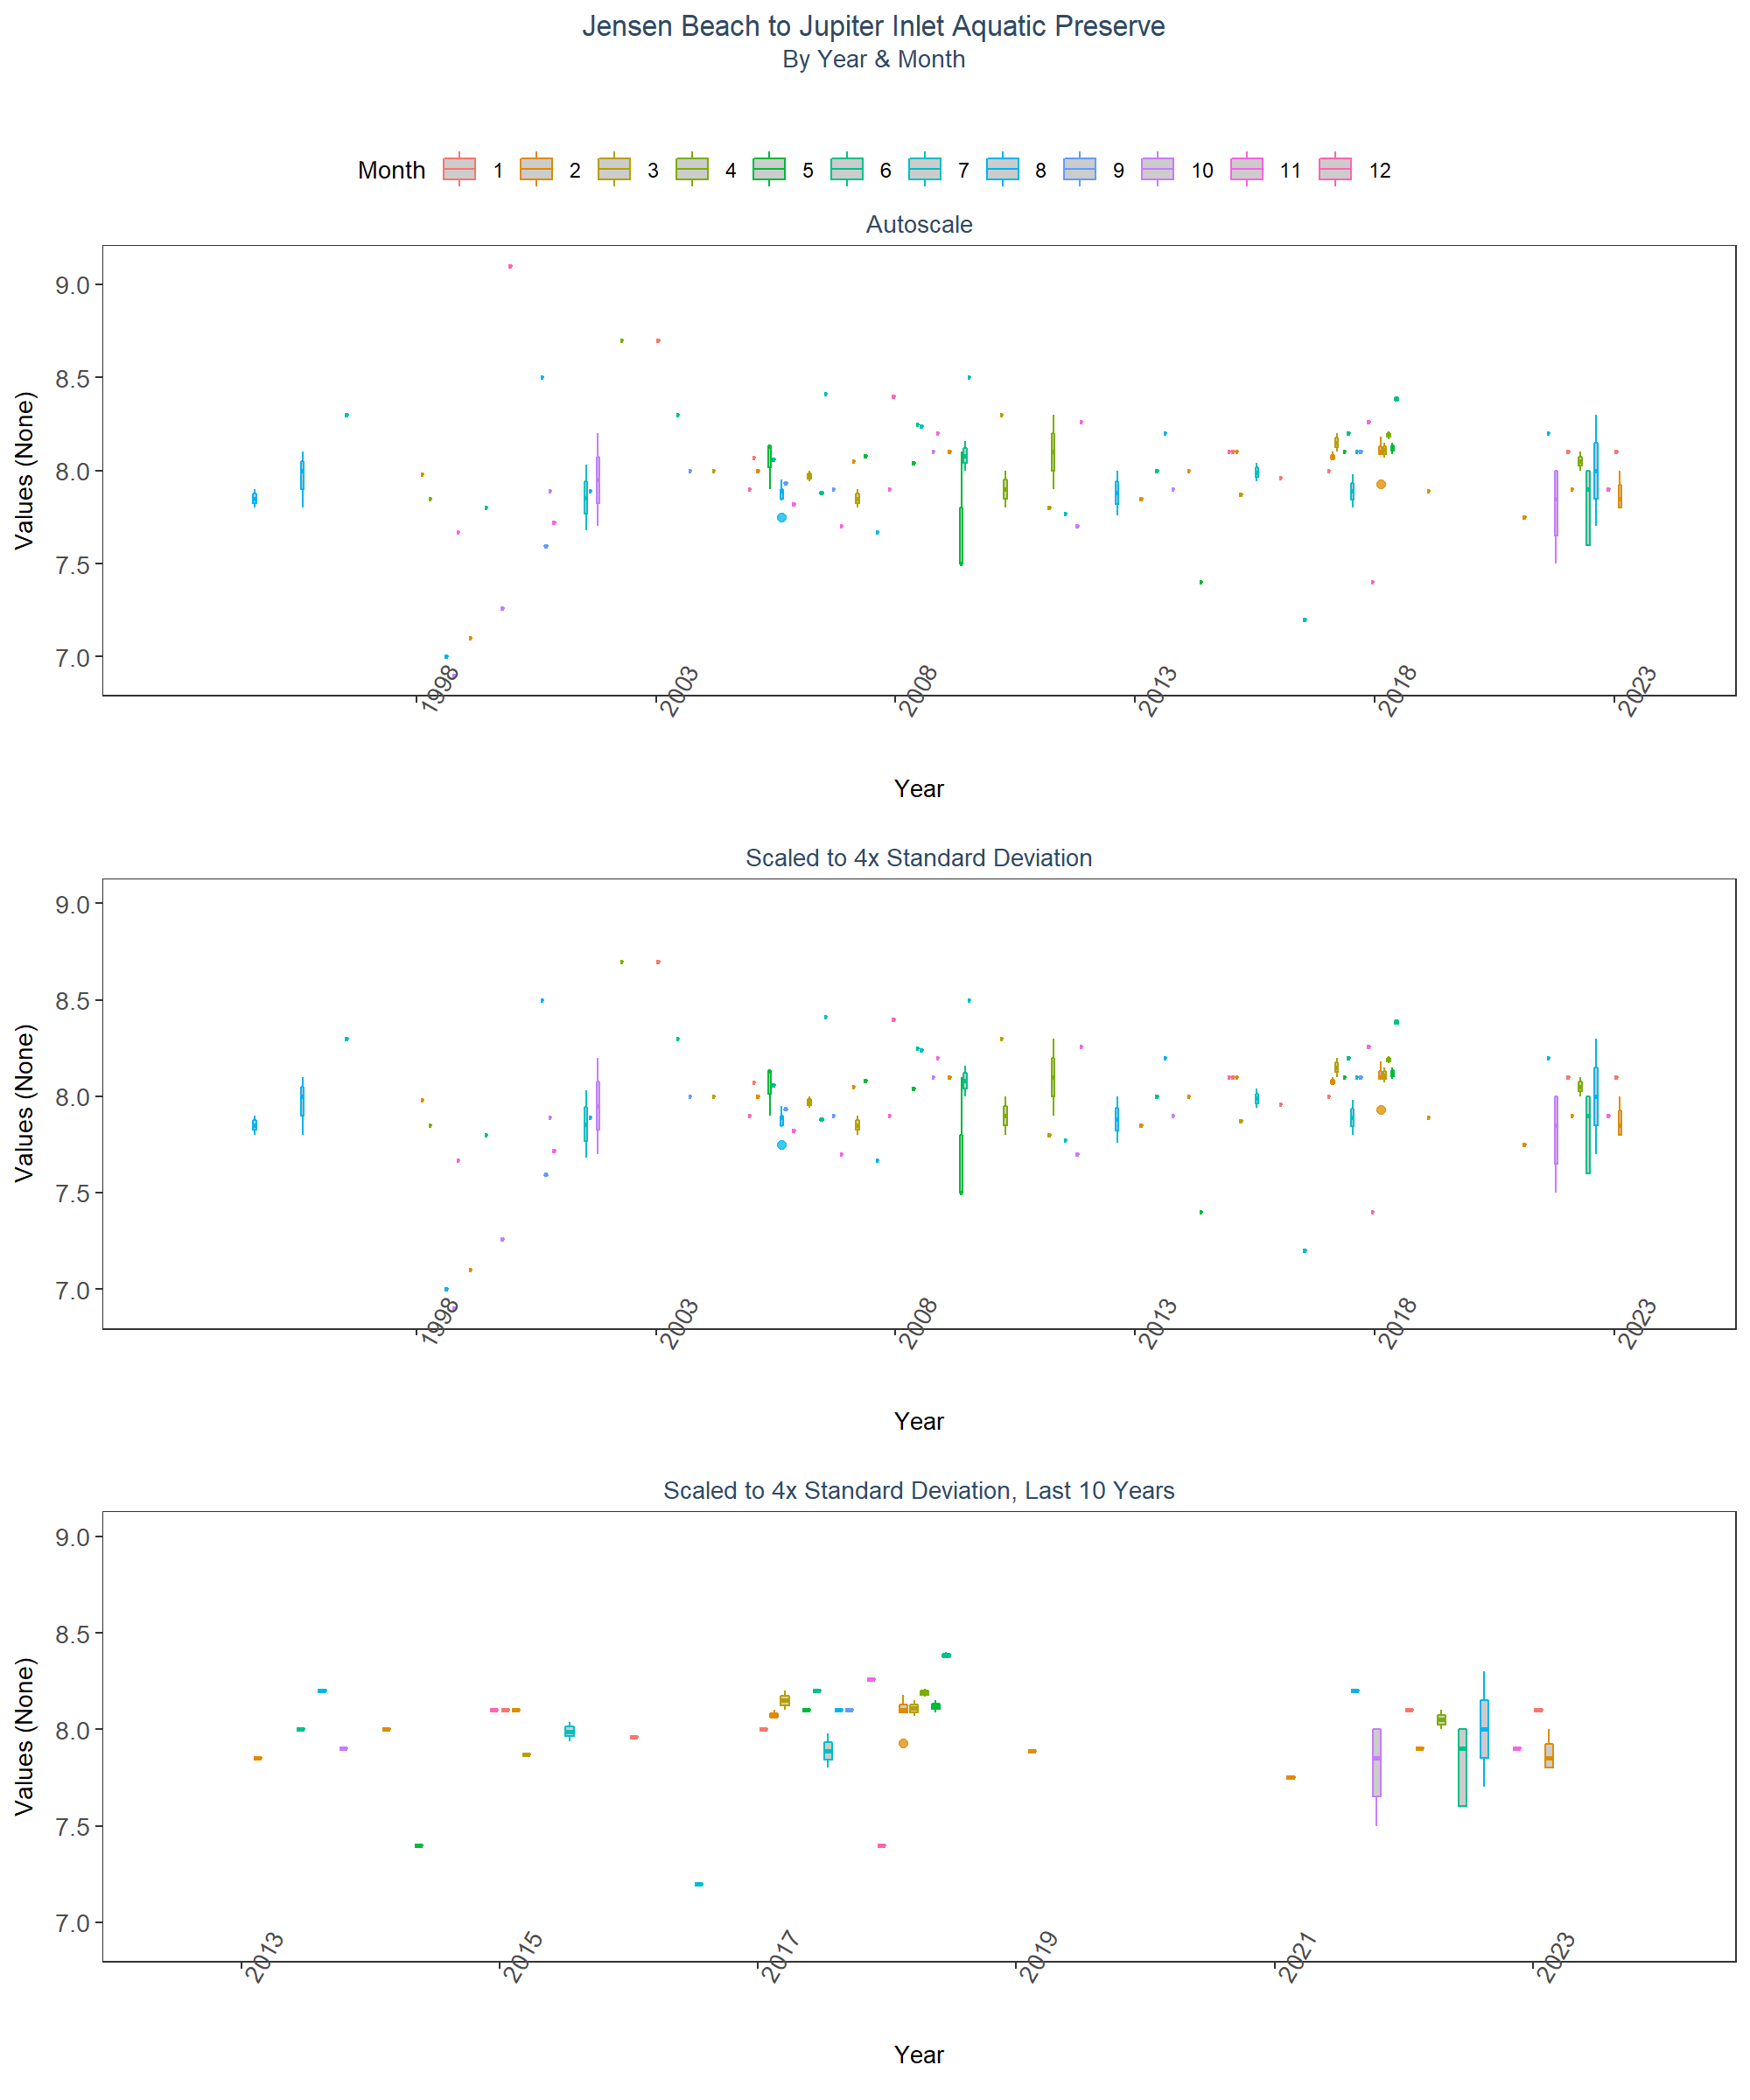 Jensen Beach to Jupiter Inlet Aquatic Preserve
By Year & Month
Month 1 2 3 4 5 6 7 8 9 10 11 12
Autoscale
Values (None)
9.0
8.5
8.0
7.5
7.0
1998 2003 2008 2013 2018 2023
Year
Scaled to 4x Standard Deviation
Values (None)
9.0
8.5
8.0
7.5
7.0
1998 2003 2008 2013 2018 2023
Year
Scaled to 4x Standard Deviation, Last 10 Years
Values (None)
9.0
8.5
8.0
7.5
7.0
2013 2015 2017 2019 2021 2023
Year